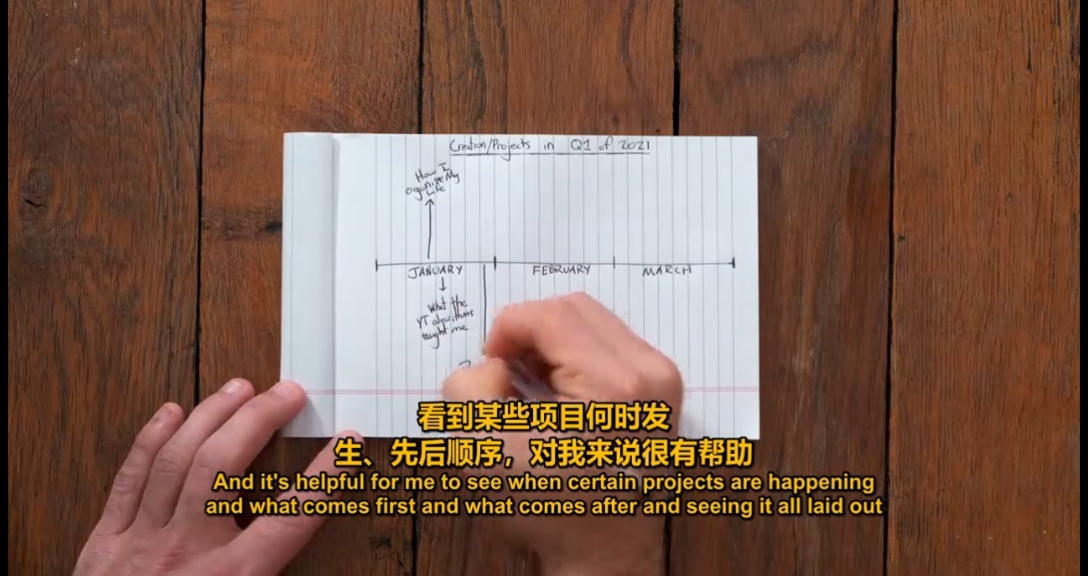 Creation/Projects in Q1 of 2021
How I
organise My
Life
JANUARY
FEBRUARY
MARCH
What the
YT algorithms
taught me
看到某些项目何时发
生、先后顺序，对我来说很有帮助
And it's helpful for me to see when certain projects are happening
and what comes first and what comes after and seeing it all laid out